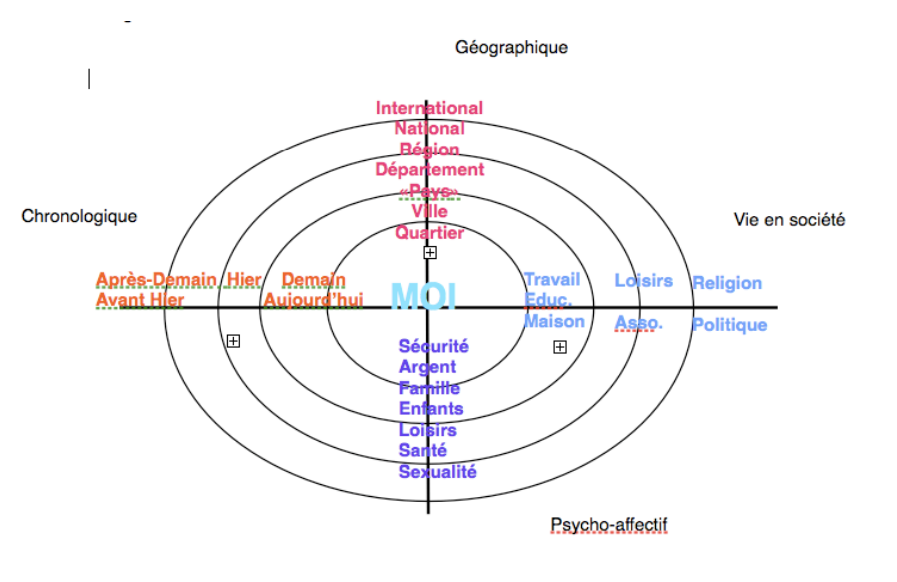 Géographique
International
National
Région
Département
«Pays»
Ville
Quartier
Chronologique
Vie en société
Après-Demain Hier Demain
Avant Hier Aujourd'hui
MOI
Travail Loisirs Religion
Educ.
Maison Asso. Politique
Sécurité
Argent
Famille
Enfants
Loisirs
Santé
Sexualité
Psycho-affectif